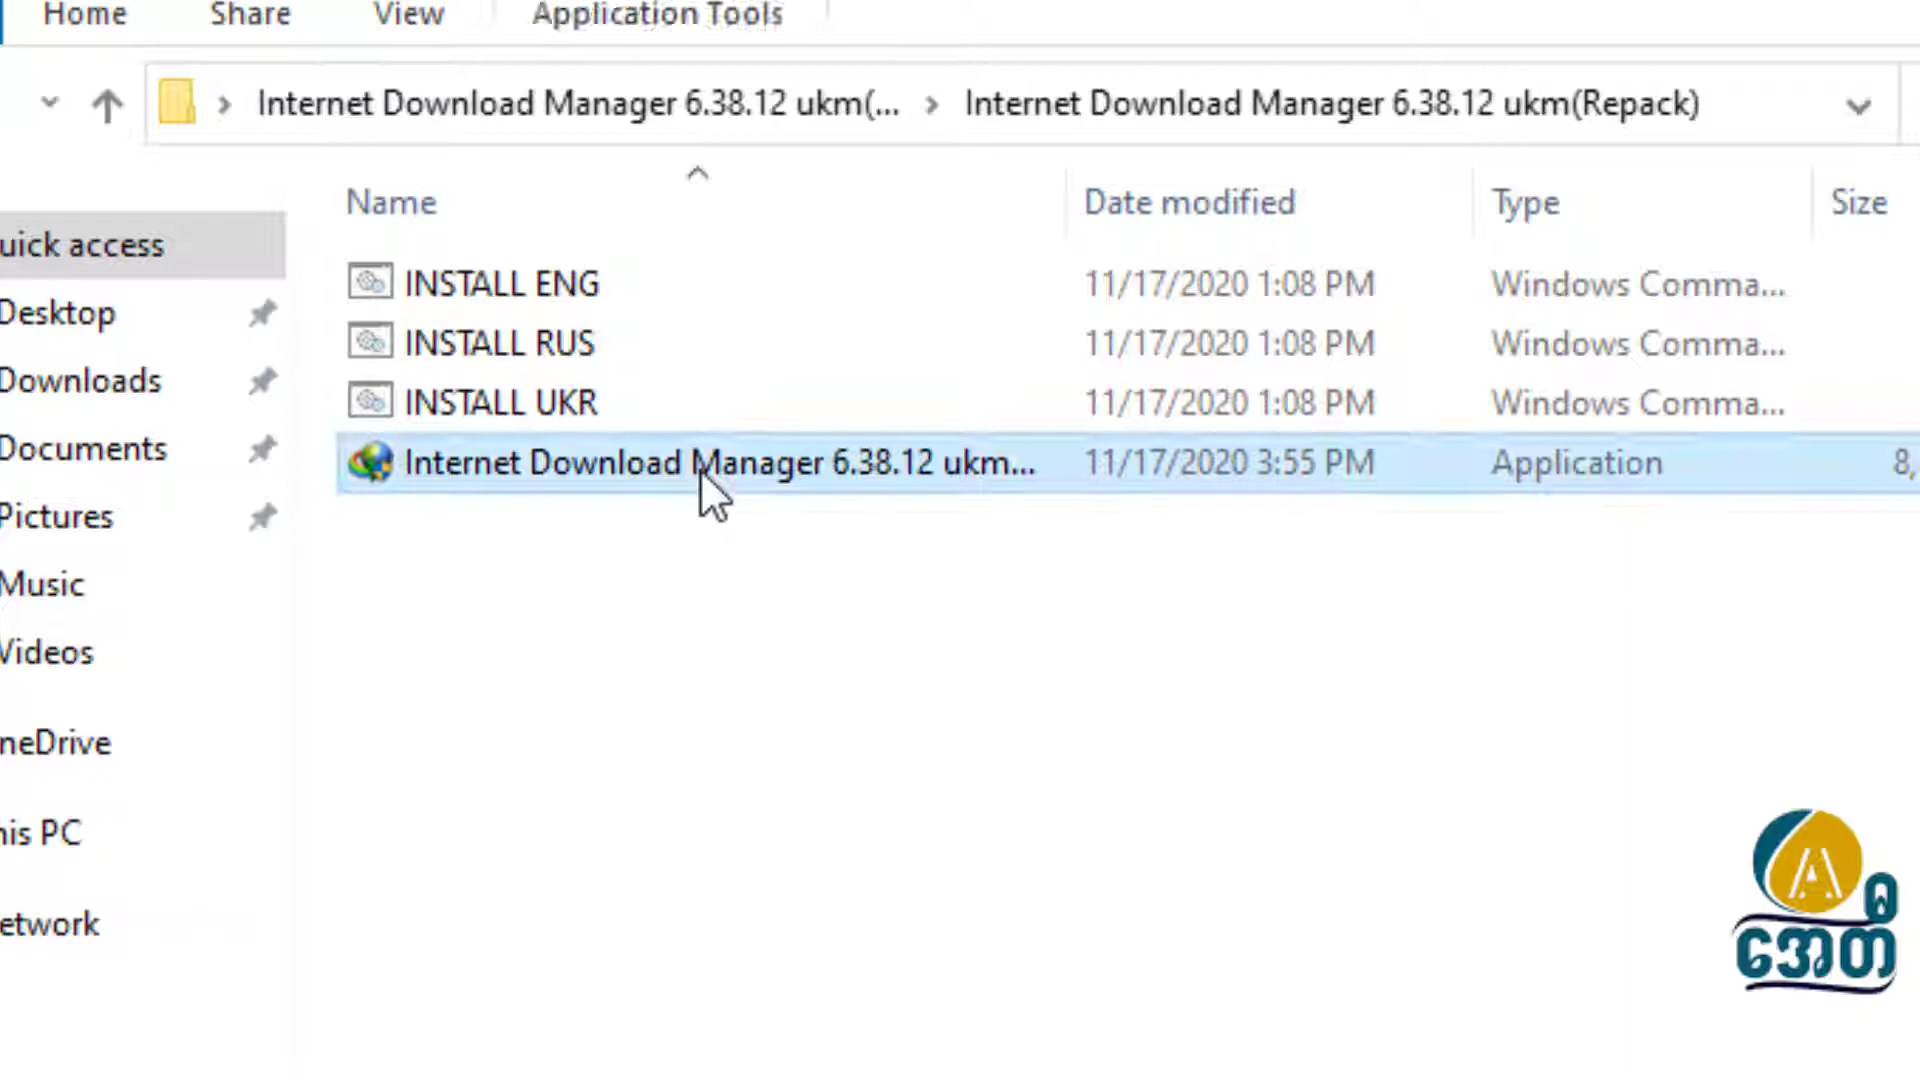 Home Share View Application Tools
Internet Download Manager 6.38.12 ukm(... Internet Download Manager 6.38.12 ukm(Repack)
Name Date modified Type Size
uick access
Desktop
Downloads
Documents
Pictures
Music
Videos
neDrive
his PC
etwork
INSTALL ENG 11/17/2020 1:08 PM Windows Comma...
INSTALL RUS 11/17/2020 1:08 PM Windows Comma...
INSTALL UKR 11/17/2020 1:08 PM Windows Comma...
Internet Download Manager 6.38.12 ukm... 11/17/2020 3:55 PM Application 8,
A